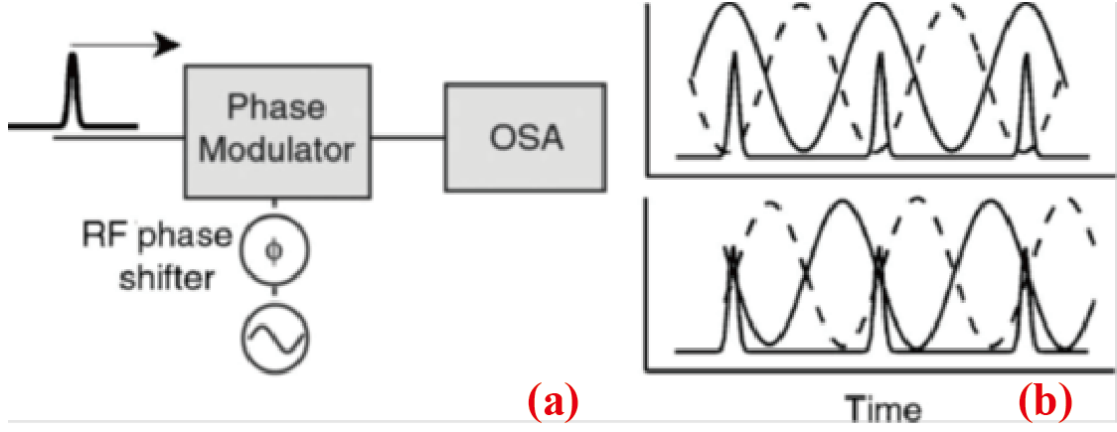 Phase
Modulator
OSA
RF phase
shifter
ϕ
(a)
Time
(b)